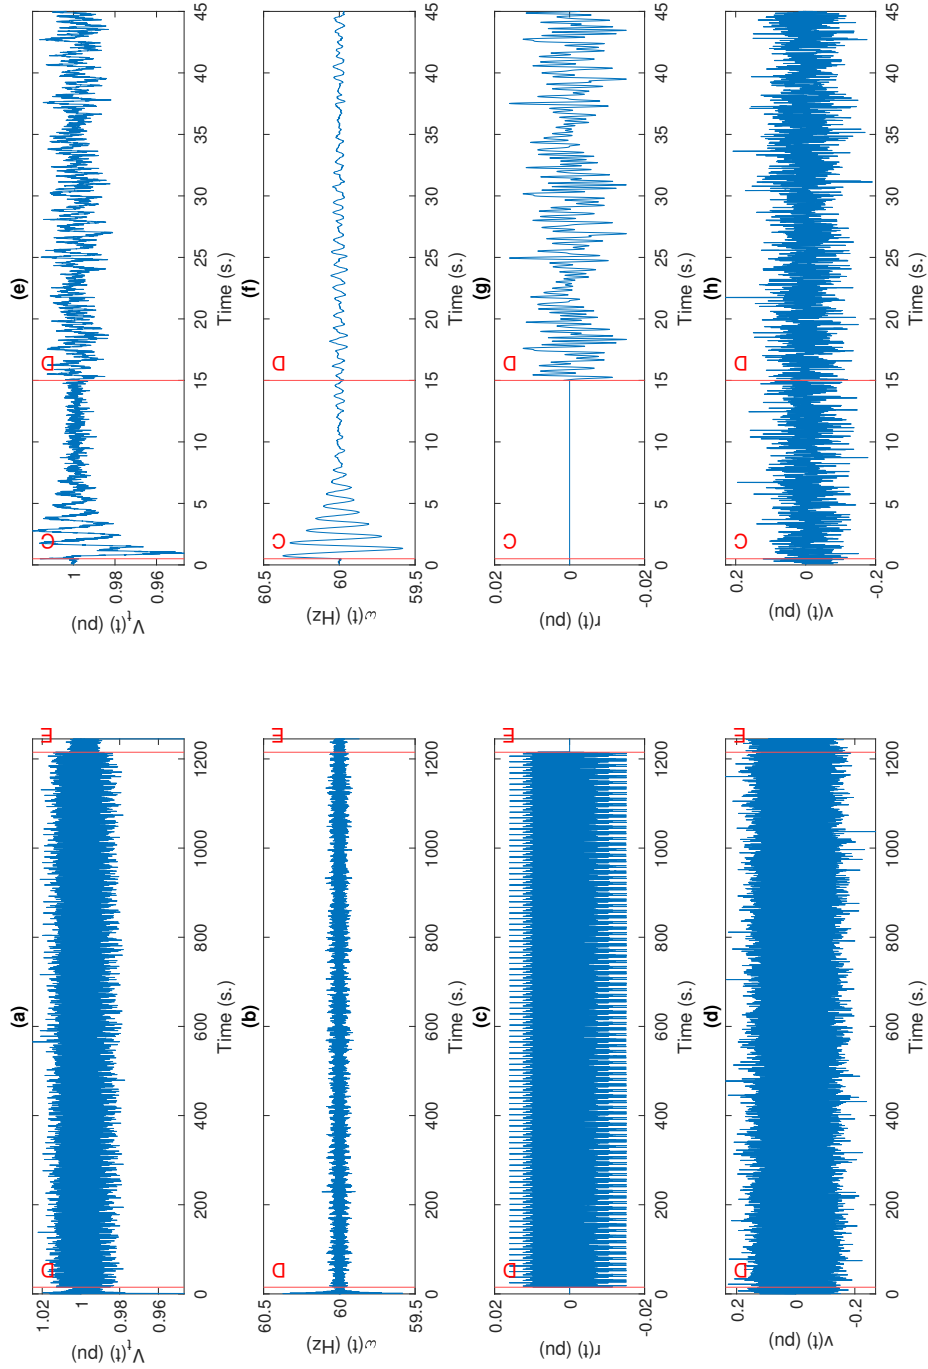 (a)
D E
1.02
1
0.98
0.96
Vₜ(t) (pu)
0 200 400 600 800 1000 1200
Time (s.)
(b)
D E
60.5
60
59.5
ω(t) (Hz)
0 200 400 600 800 1000 1200
Time (s.)
(c)
D E
0.02
0
-0.02
r(t) (pu)
0 200 400 600 800 1000 1200
Time (s.)
(d)
D E
0.2
0
-0.2
v(t) (pu)
0 200 400 600 800 1000 1200
Time (s.)
(e)
C D
1
0.98
0.96
Vₜ(t) (pu)
0 5 10 15 20 25 30 35 40 45
Time (s.)
(f)
C D
60.5
60
59.5
ω(t) (Hz)
0 5 10 15 20 25 30 35 40 45
Time (s.)
(g)
C D
0.02
0
-0.02
r(t) (pu)
0 5 10 15 20 25 30 35 40 45
Time (s.)
(h)
C D
0.2
0
-0.2
v(t) (pu)
0 5 10 15 20 25 30 35 40 45
Time (s.)